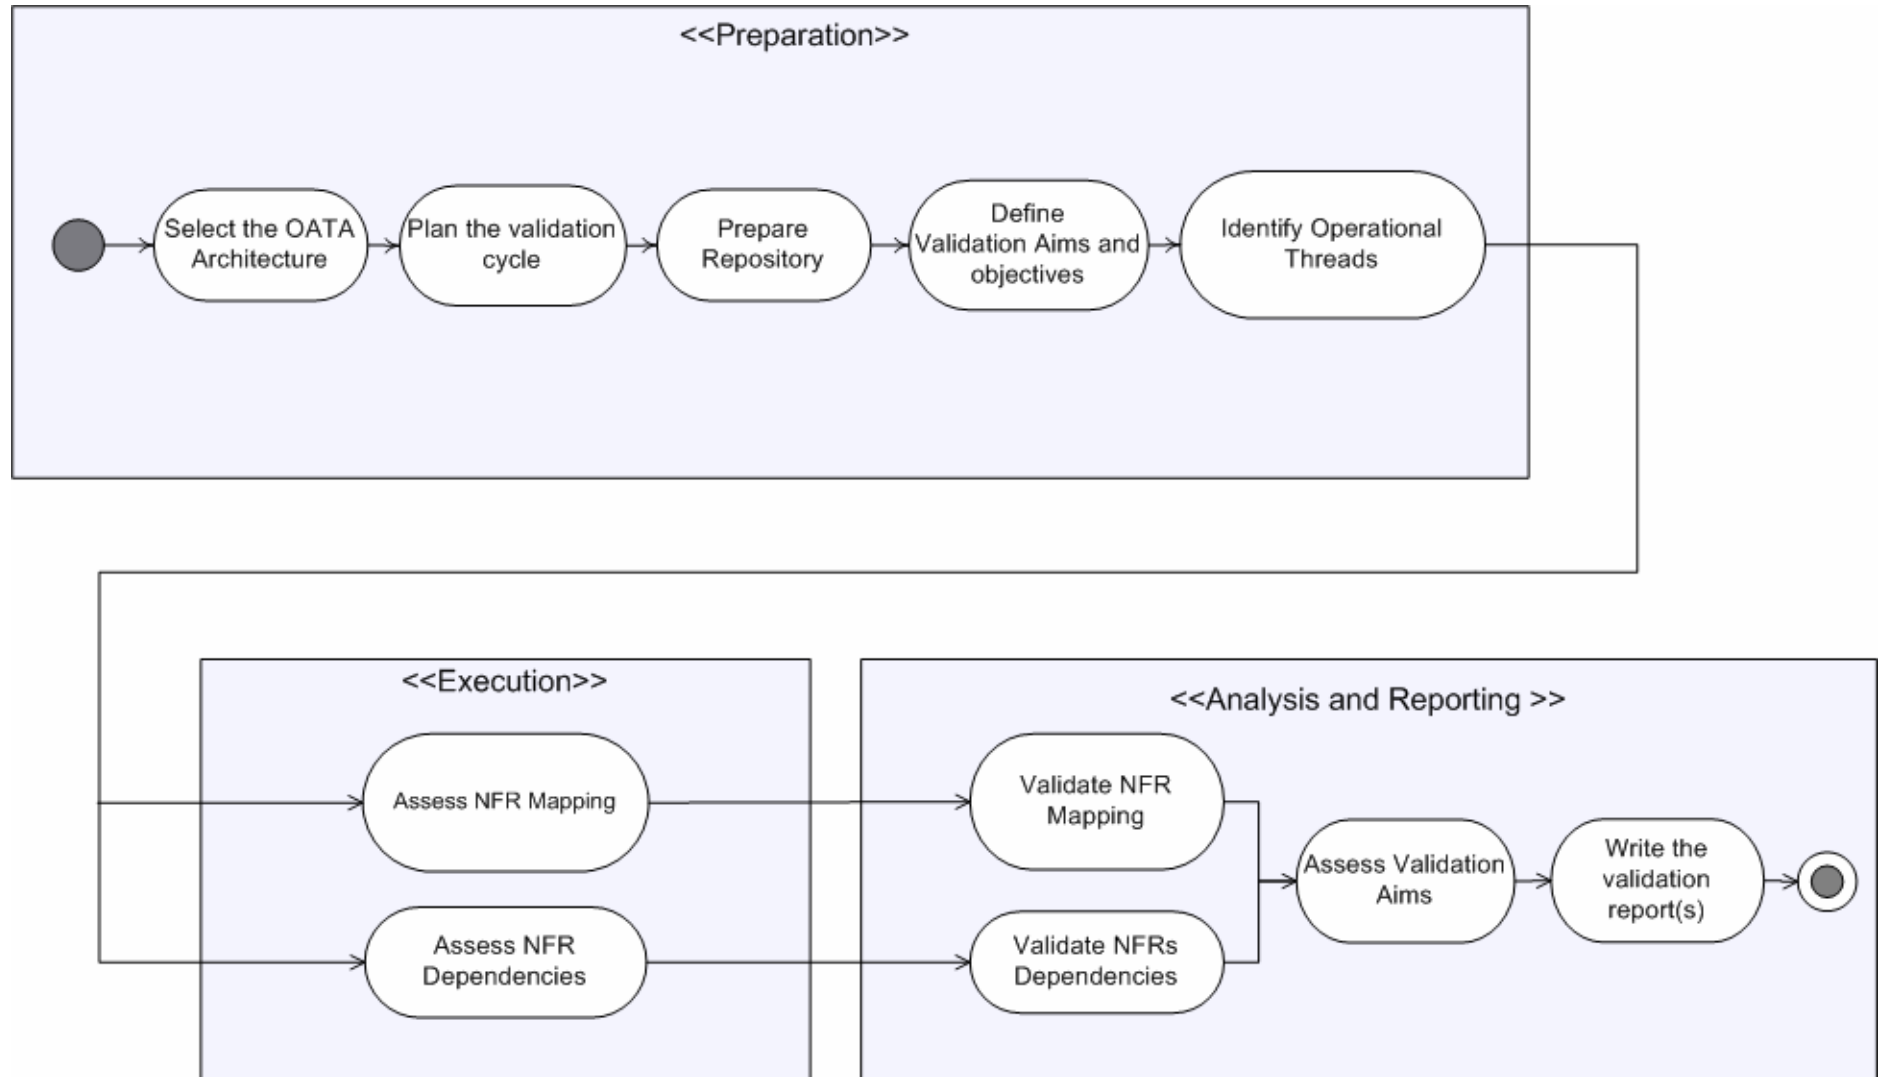 <<Preparation>>
Select the OATA
Architecture
Plan the validation
cycle
Prepare
Repository
Define
Validation Aims and
objectives
Identify Operational
Threads
<<Execution>>
Assess NFR Mapping
Assess NFR
Dependencies
<<Analysis and Reporting >>
Validate NFR
Mapping
Validate NFRs
Dependencies
Assess Validation
Aims
Write the
validation
report(s)